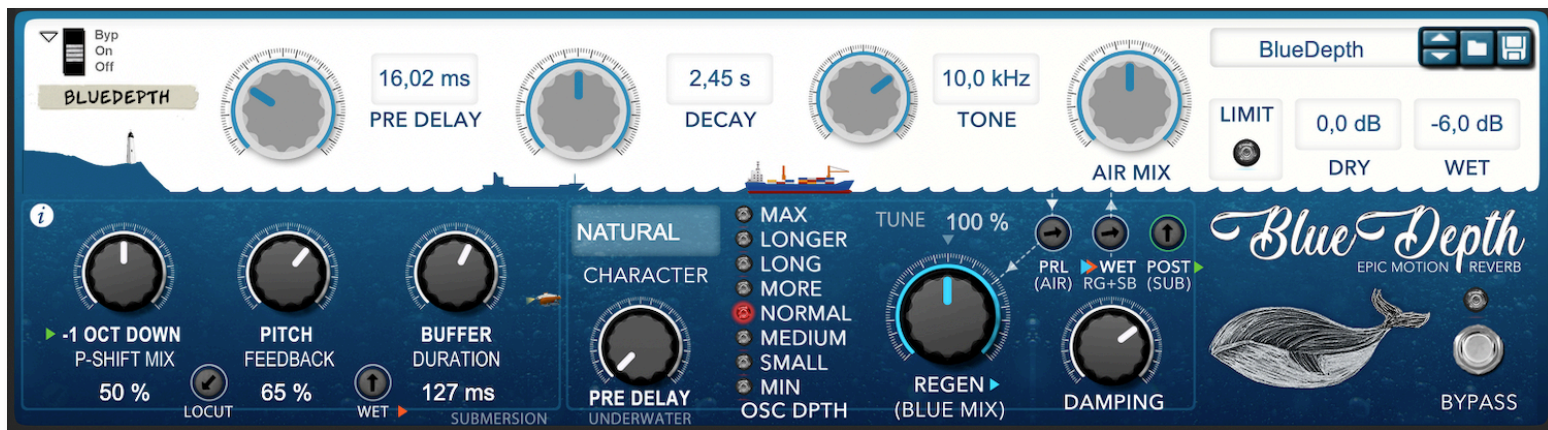 Byp
On
Off
BLUEDEPTH
16,02 ms
PRE DELAY
2,45 s
DECAY
10,0 kHz
TONE
AIR MIX
BlueDepth
LIMIT
0,0 dB
DRY
-6,0 dB
WET
i
-1 OCT DOWN
P-SHIFT MIX
50 %
LOCUT
PITCH
FEEDBACK
65 %
WET
BUFFER
DURATION
127 ms
SUBMERSION
NATURAL
CHARACTER
PRE DELAY
UNDERWATER
MAX
LONGER
LONG
MORE
NORMAL
MEDIUM
SMALL
MIN
OSC DPTH
TUNE 100 %
REGEN
(BLUE MIX)
PRL
(AIR)
WET
RG+SB
POST
(SUB)
DAMPING
Blue Depth
EPIC MOTION REVERB
BYPASS